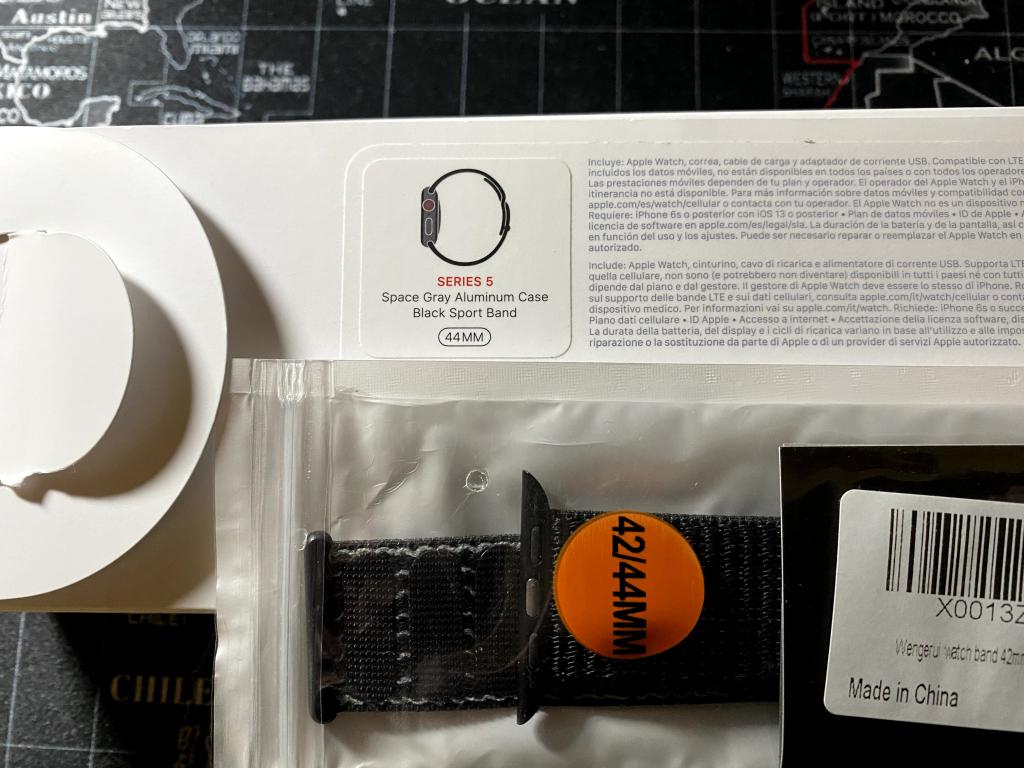 OCEAN
Austin
NEW
ORLANDO
MIAMI
MATAMOROS
THE
BAHAMAS
CUBA
ISLAND
MOROCCO
WESTERN
SERIES 5
Space Gray Aluminum Case
Black Sport Band
44MM
Incluye: Apple Watch, correa, cable de carga y adaptador de corriente USB. Compatible con LTE
incluidos los datos móviles, no están disponibles en todos los países o con todos los
Las prestaciones móviles dependen de tu plan y operador. El operador del Apple Watch y el
itinerancia no está disponible. Para más información sobre datos móviles y
apple.com/es/watch/cellular o contacta con tu operador. El Apple Watch no es un dispositivo
Requiere: iPhone 6s o posterior con iOS 13 o posterior • Plan de datos móviles • ID de Apple •
licencia de software en apple.com/es/legal/sla. La duración de la batería y de la pantalla, así
en función del uso y los ajustes. Puede ser necesario reparar o reemplazar el Apple Watch en
autorizado.
Include: Apple Watch, cinturino, cavo di ricarica e alimentatore di corrente USB. Supporta
quella cellulare, non sono (e potrebbero non diventare) disponibili in tutti i paesi né con
dipende dal piano e dal gestore. Il gestore di Apple Watch deve essere lo stesso di iPhone.
sul supporto delle bande LTE e sui dati cellulari, consulta apple.com/it/watch/cellular o
dispositivo medico. Per informazioni vai su apple.com/it/watch. Richiede: iPhone 6s o
Piano dati cellulare • ID Apple • Accesso a internet • Accettazione della licenza software,
La durata della batteria, del display e i cicli di ricarica variano in base all'utilizzo e alle
riparazione o la sostituzione da parte di Apple o di un provider di servizi Apple autorizzato.
42/44MM
X0013Z
Wengerui watch band 42mm
Made in China
CHILE